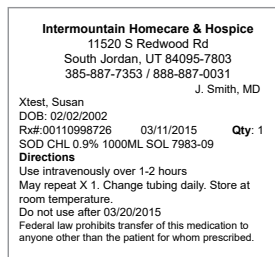 Intermountain Homecare & Hospice
11520 S Redwood Rd
South Jordan, UT 84095-7803
385-887-7353 / 888-887-0031
J. Smith, MD
Xtest, Susan
DOB: 02/02/2002
Rx#:00110998726 03/11/2015 Qty: 1
SOD CHL 0.9% 1000ML SOL 7983-09
Directions
Use intravenously over 1-2 hours
May repeat X 1. Change tubing daily. Store at
room temperature.
Do not use after 03/20/2015
Federal law prohibits transfer of this medication to
anyone other than the patient for whom prescribed.